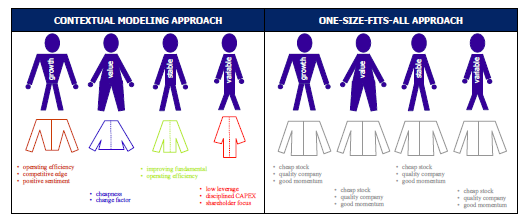 CONTEXTUAL MODELING APPROACH
growth
value
stable
variable
• operating efficiency
• competitive edge
• positive sentiment
• cheapness
• change factor
• improving fundamental
• operating efficiency
• low leverage
• disciplined CAPEX
• shareholder focus
ONE-SIZE-FITS-ALL APPROACH
growth
value
stable
variable
• cheap stock
• quality company
• good momentum
• cheap stock
• quality company
• good momentum
• cheap stock
• quality company
• good momentum
• cheap stock
• quality company
• good momentum